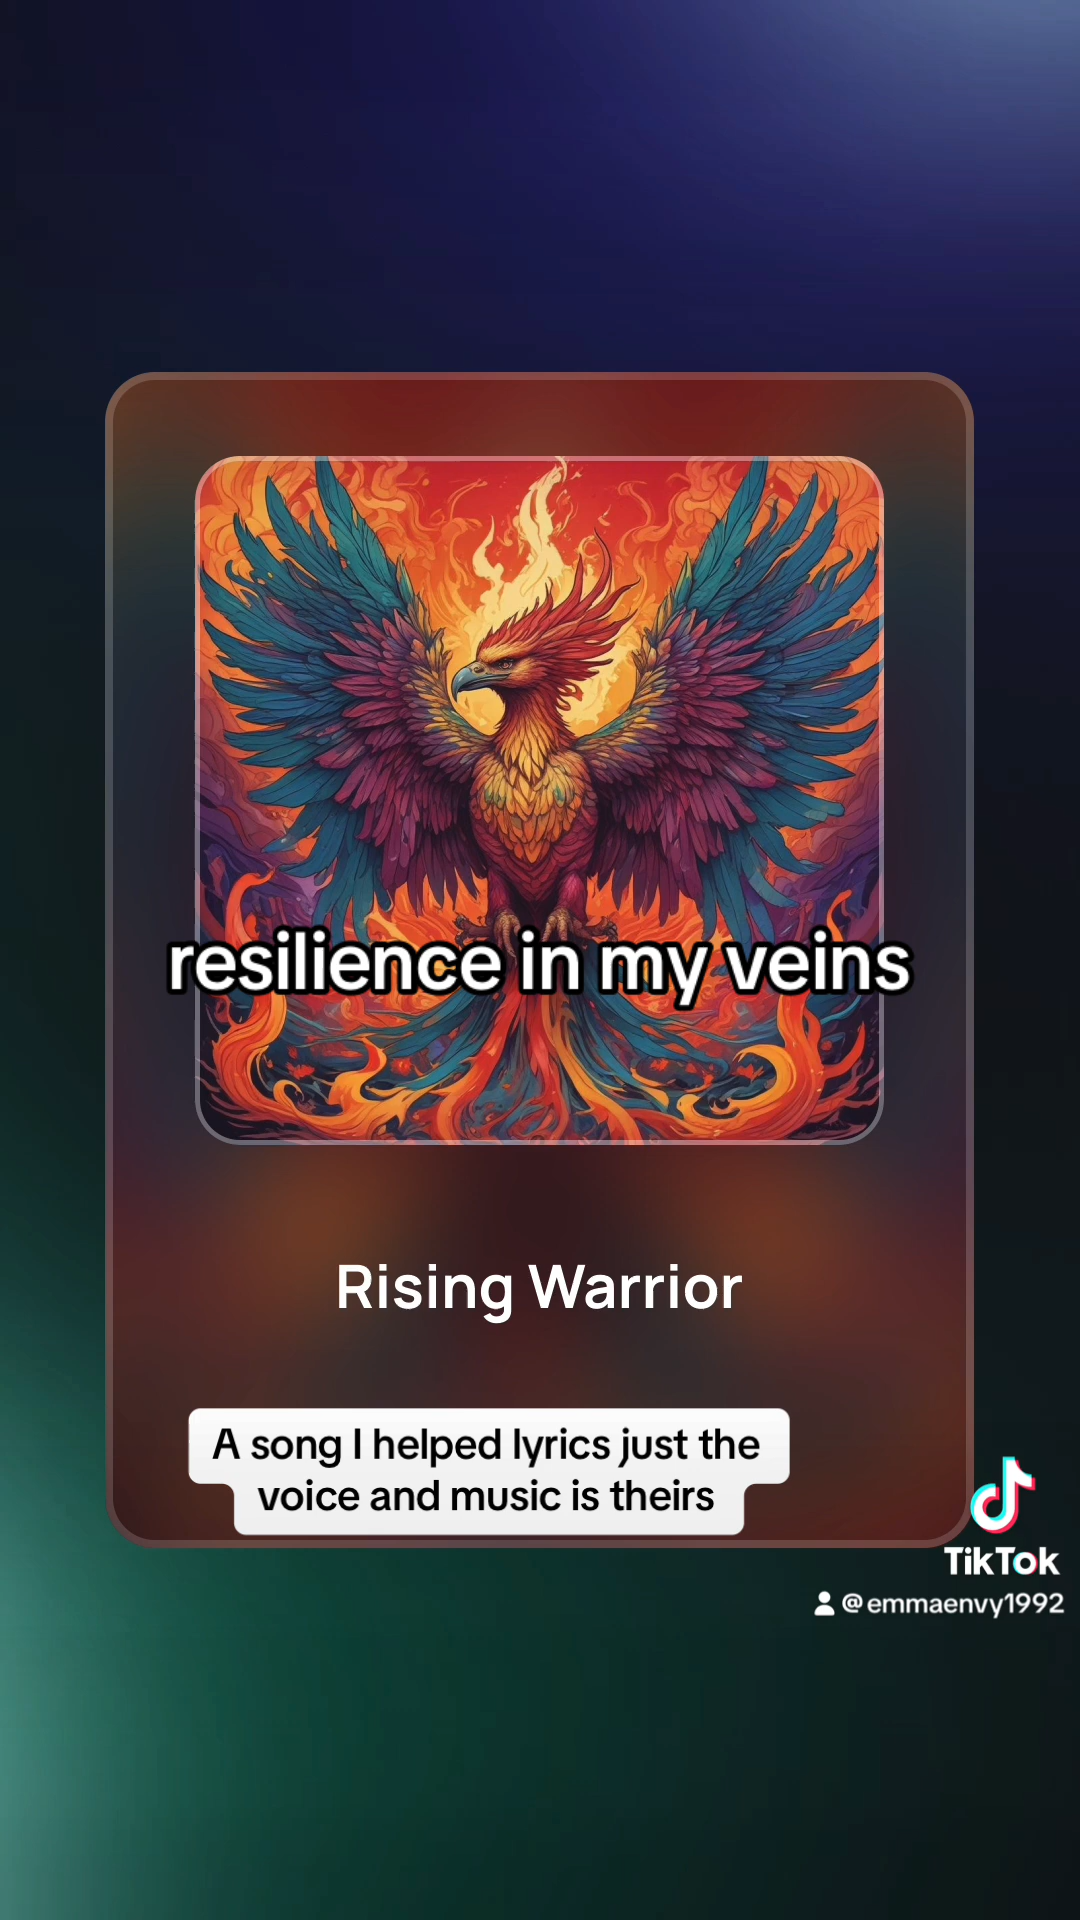 resilience in my veins
Rising Warrior
A song I helped lyrics just the
voice and music is theirs
TikTok
@emmaenvy1992